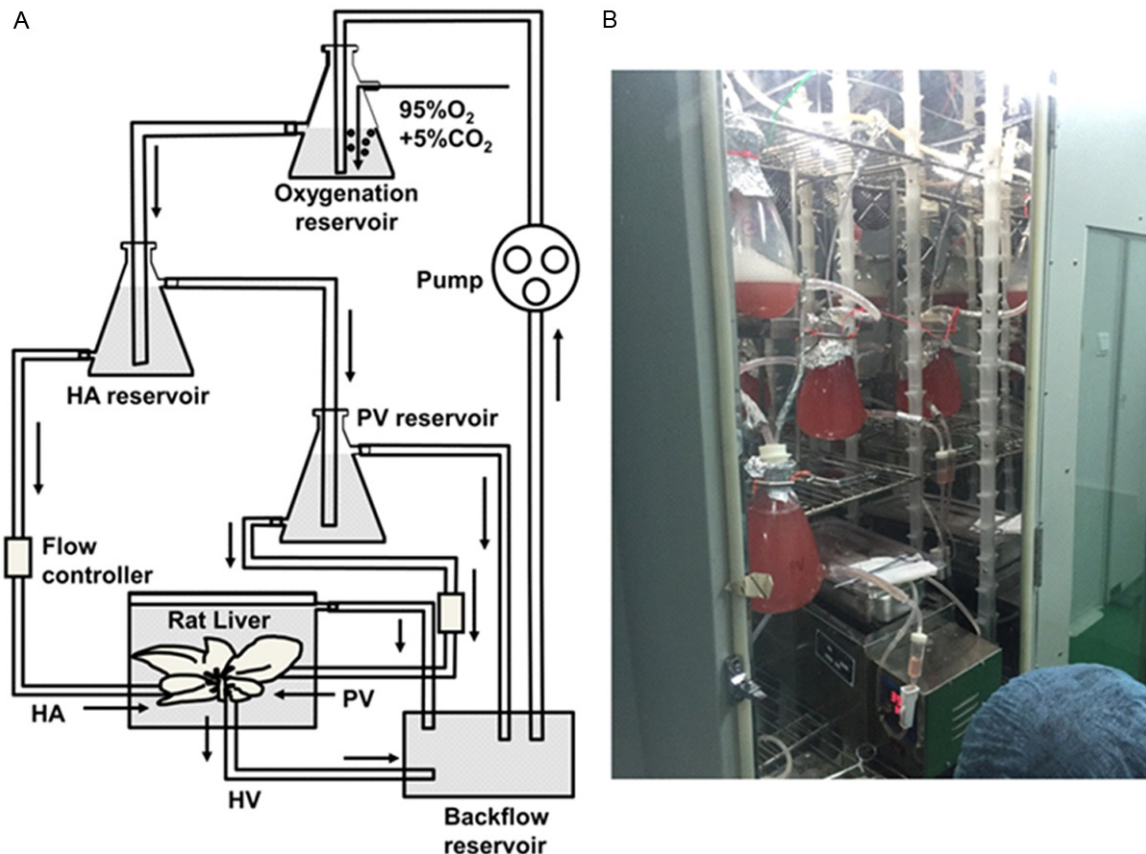 A
B
95%O2
+5%CO2
Oxygenation
reservoir
Pump
HA reservoir
PV reservoir
Flow
controller
Rat Liver
HA
PV
HV
Backflow
reservoir